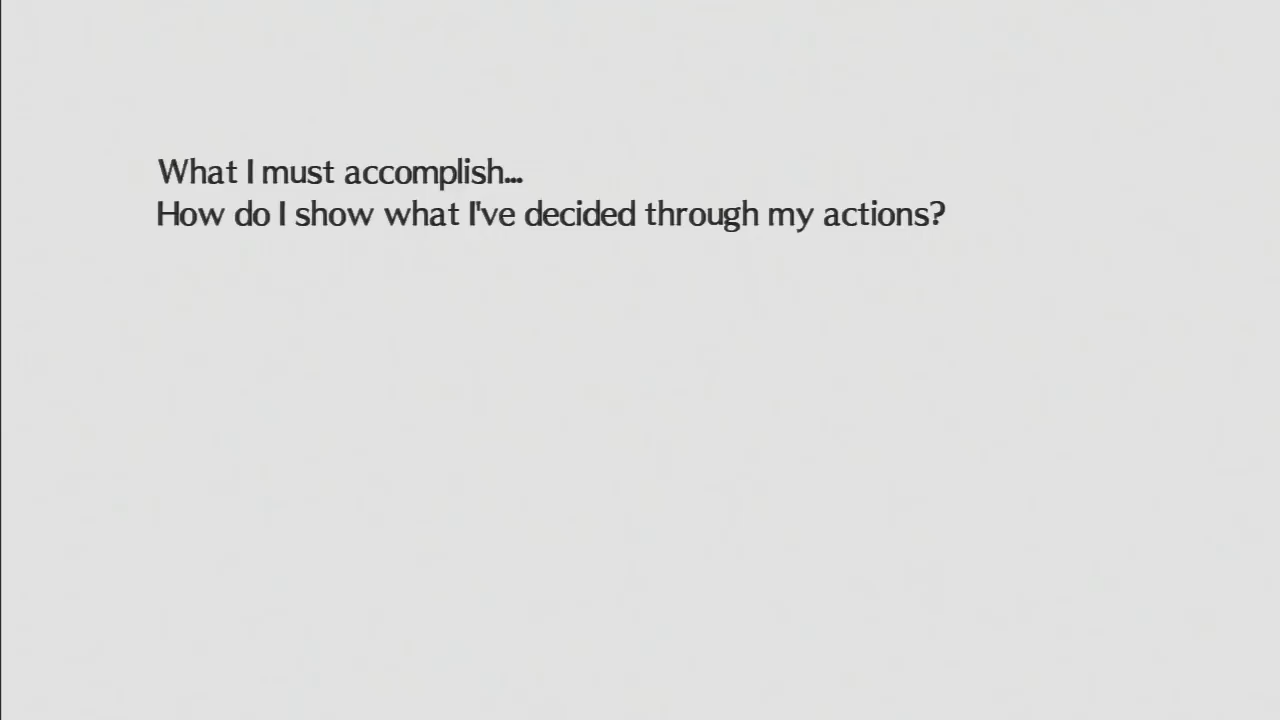 What I must accomplish...
How do I show what I've decided through my actions?